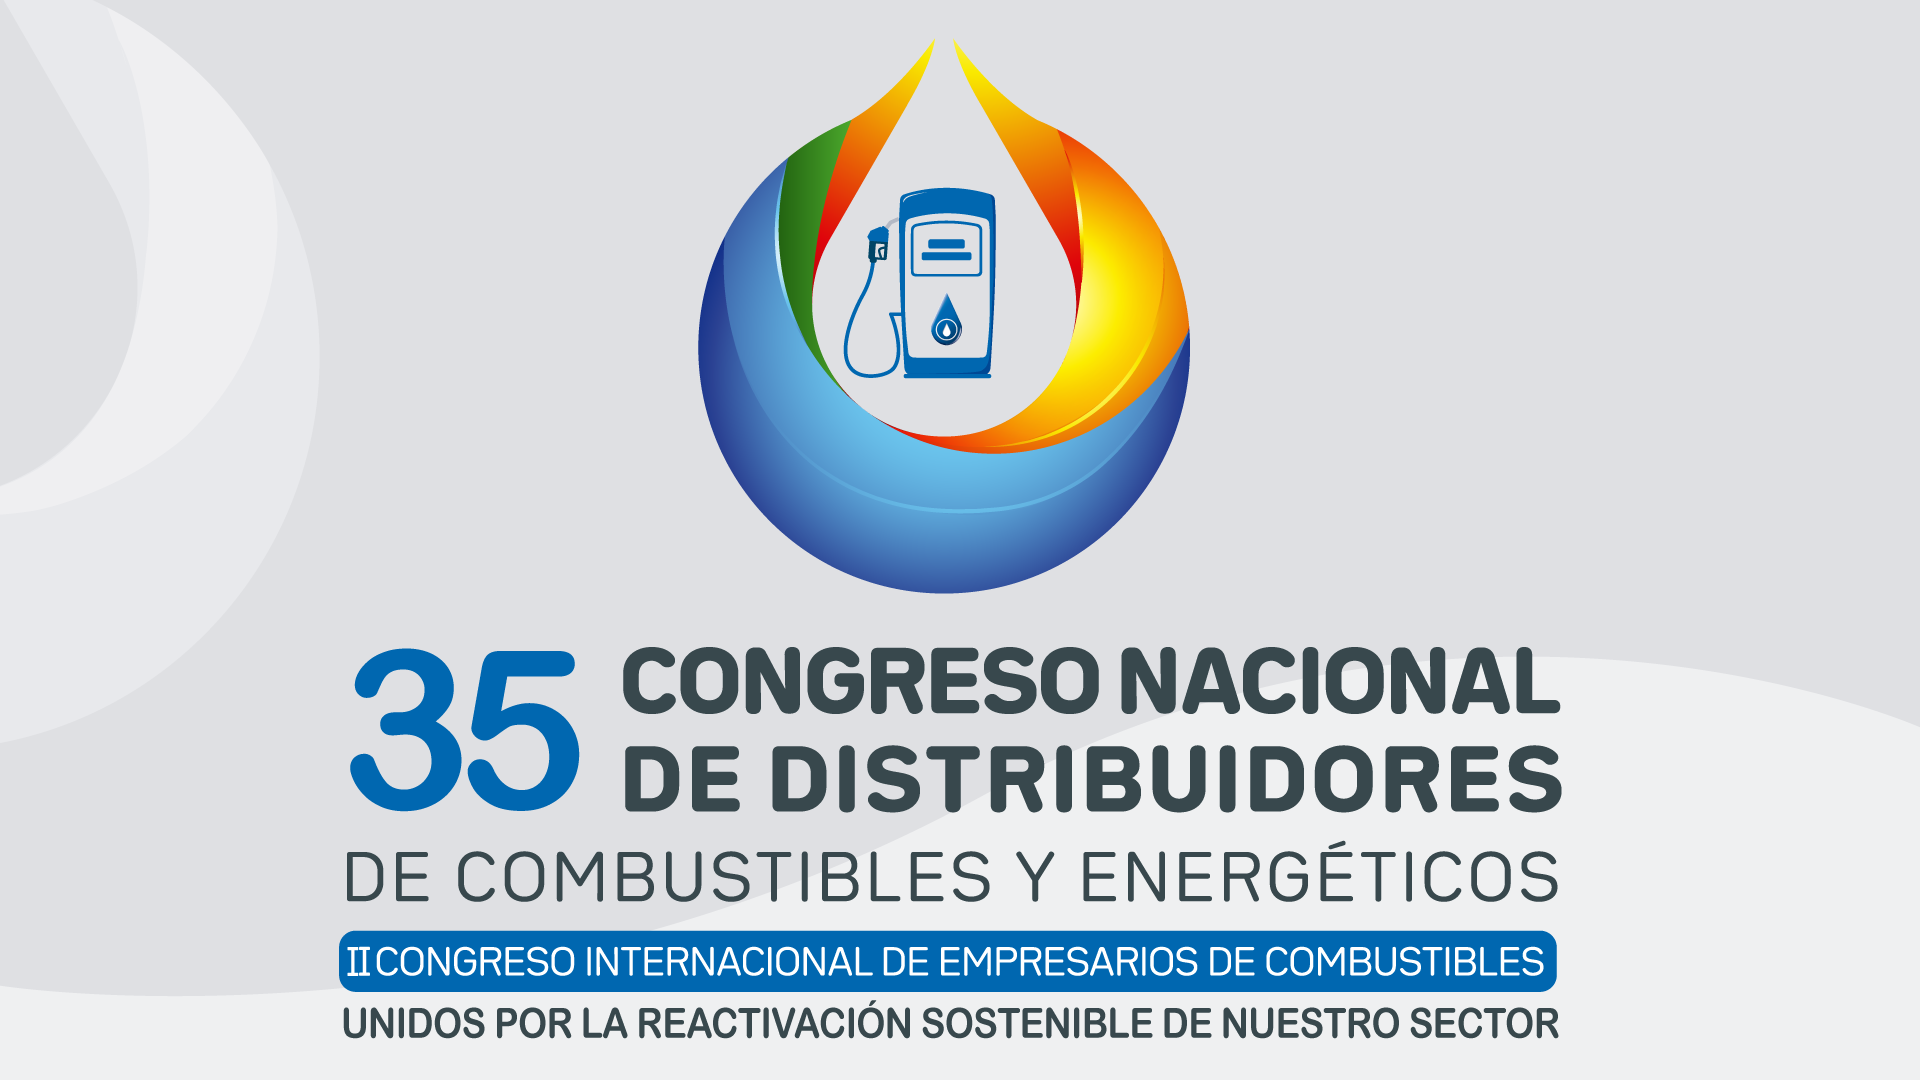 35 CONGRESO NACIONAL
DE DISTRIBUIDORES
DE COMBUSTIBLES Y ENERGÉTICOS
II CONGRESO INTERNACIONAL DE EMPRESARIOS DE COMBUSTIBLES
UNIDOS POR LA REACTIVACIÓN SOSTENIBLE DE NUESTRO SECTOR